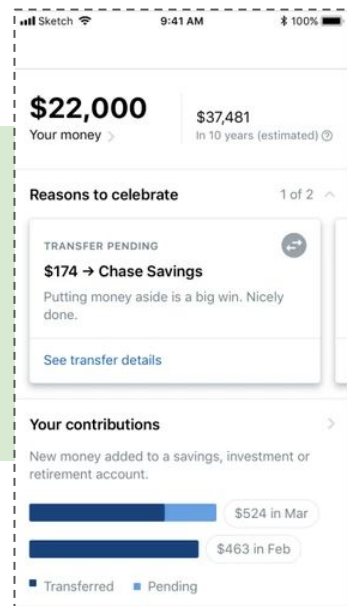 Sketch 9:41 AM 100%
$22,000
Your money >
$37,481
In 10 years (estimated) ?
Reasons to celebrate 1 of 2
TRANSFER PENDING
$174 → Chase Savings
Putting money aside is a big win. Nicely
done.
See transfer details
Your contributions >
New money added to a savings, investment or
retirement account.
$524 in Mar
$463 in Feb
Transferred Pending